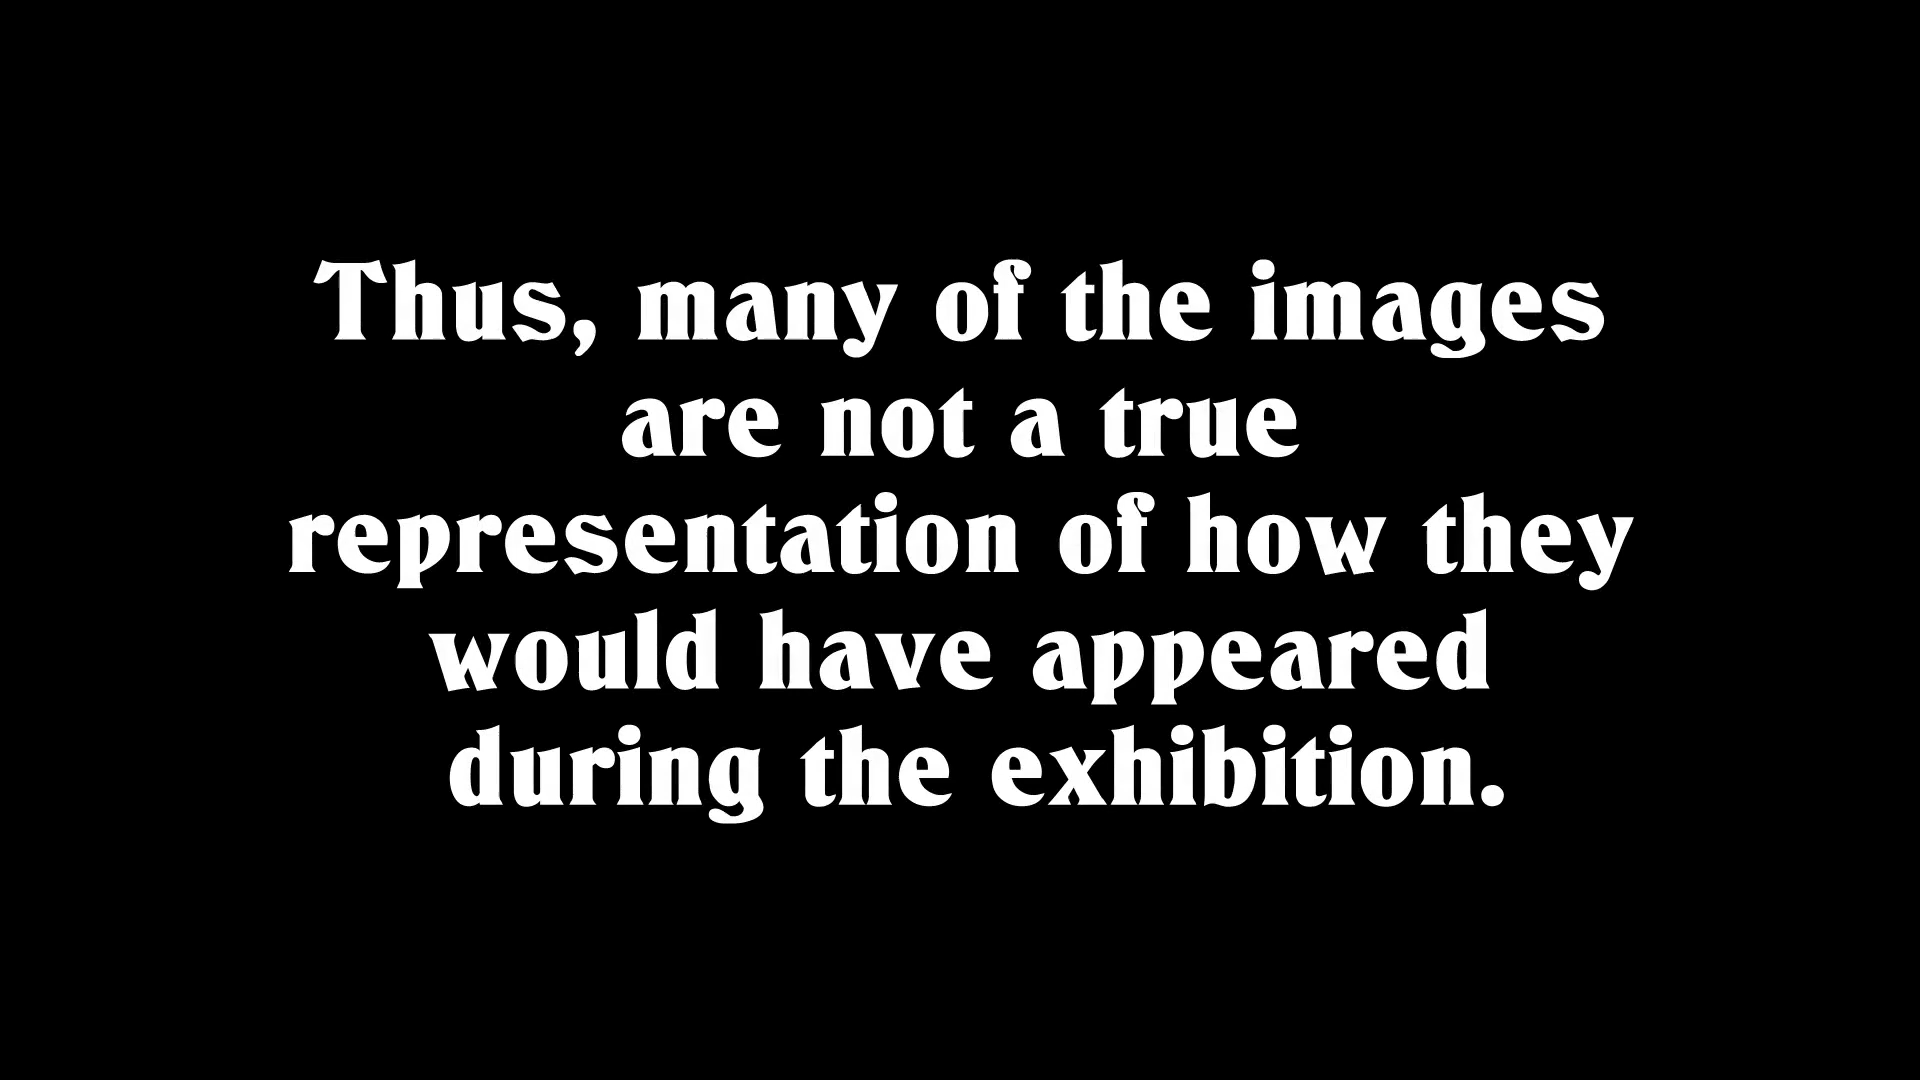 Thus, many of the images
are not a true
representation of how they
would have appeared
during the exhibition.